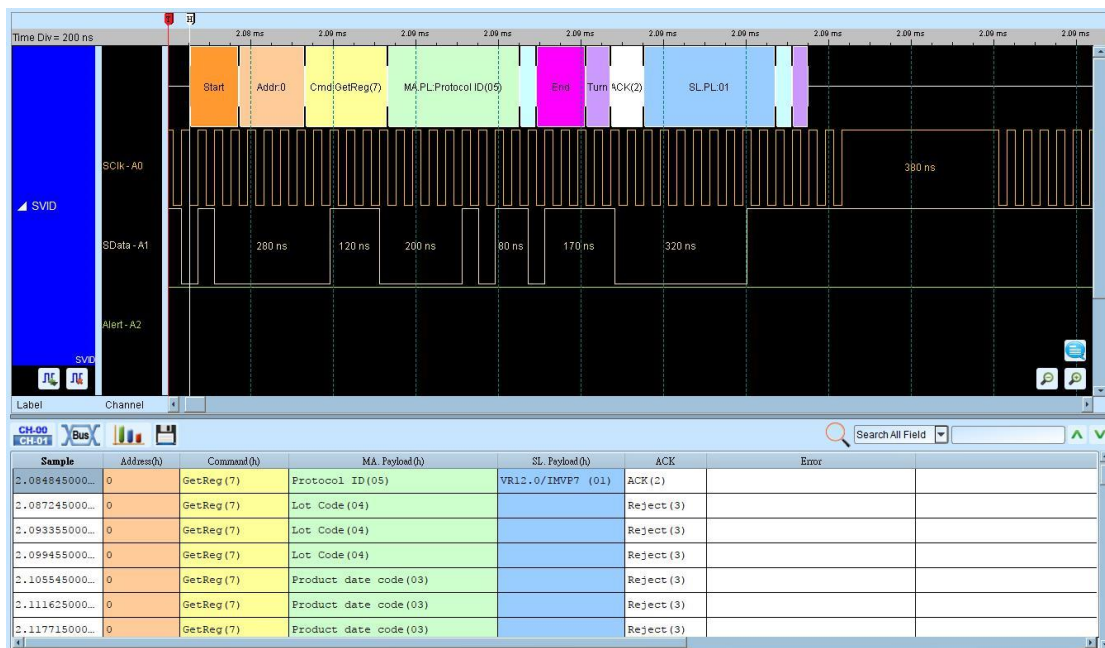 T H
Time Div = 200 ns 2.08 ms 2.09 ms 2.09 ms 2.09 ms 2.09 ms 2.09 ms 2.09 ms 2.09 ms 2.09 ms 2.09 ms 2.09 ms
Start Addr:0 Cmd:GetReg(7) MA.PL:Protocol ID(05) End Turn ACK(2) SL.PL:01
SClk - A0 380 ns
SVID
SData - A1 280 ns 120 ns 200 ns 80 ns 170 ns 320 ns
Alert - A2
SVID
Label Channel
CH-00
CH-01 Bus Search All Field
Sample Address(h) Command(h) MA. Payload(h) SL. Payload(h) ACK Error
2.084845000... 0 GetReg(7) Protocol ID(05) VR12.0/IMVP7 (01) ACK(2)
2.087245000... 0 GetReg(7) Lot Code(04) Reject(3)
2.093355000... 0 GetReg(7) Lot Code(04) Reject(3)
2.099455000... 0 GetReg(7) Lot Code(04) Reject(3)
2.105545000... 0 GetReg(7) Product date code(03) Reject(3)
2.111625000... 0 GetReg(7) Product date code(03) Reject(3)
2.117715000... 0 GetReg(7) Product date code(03) Reject(3)